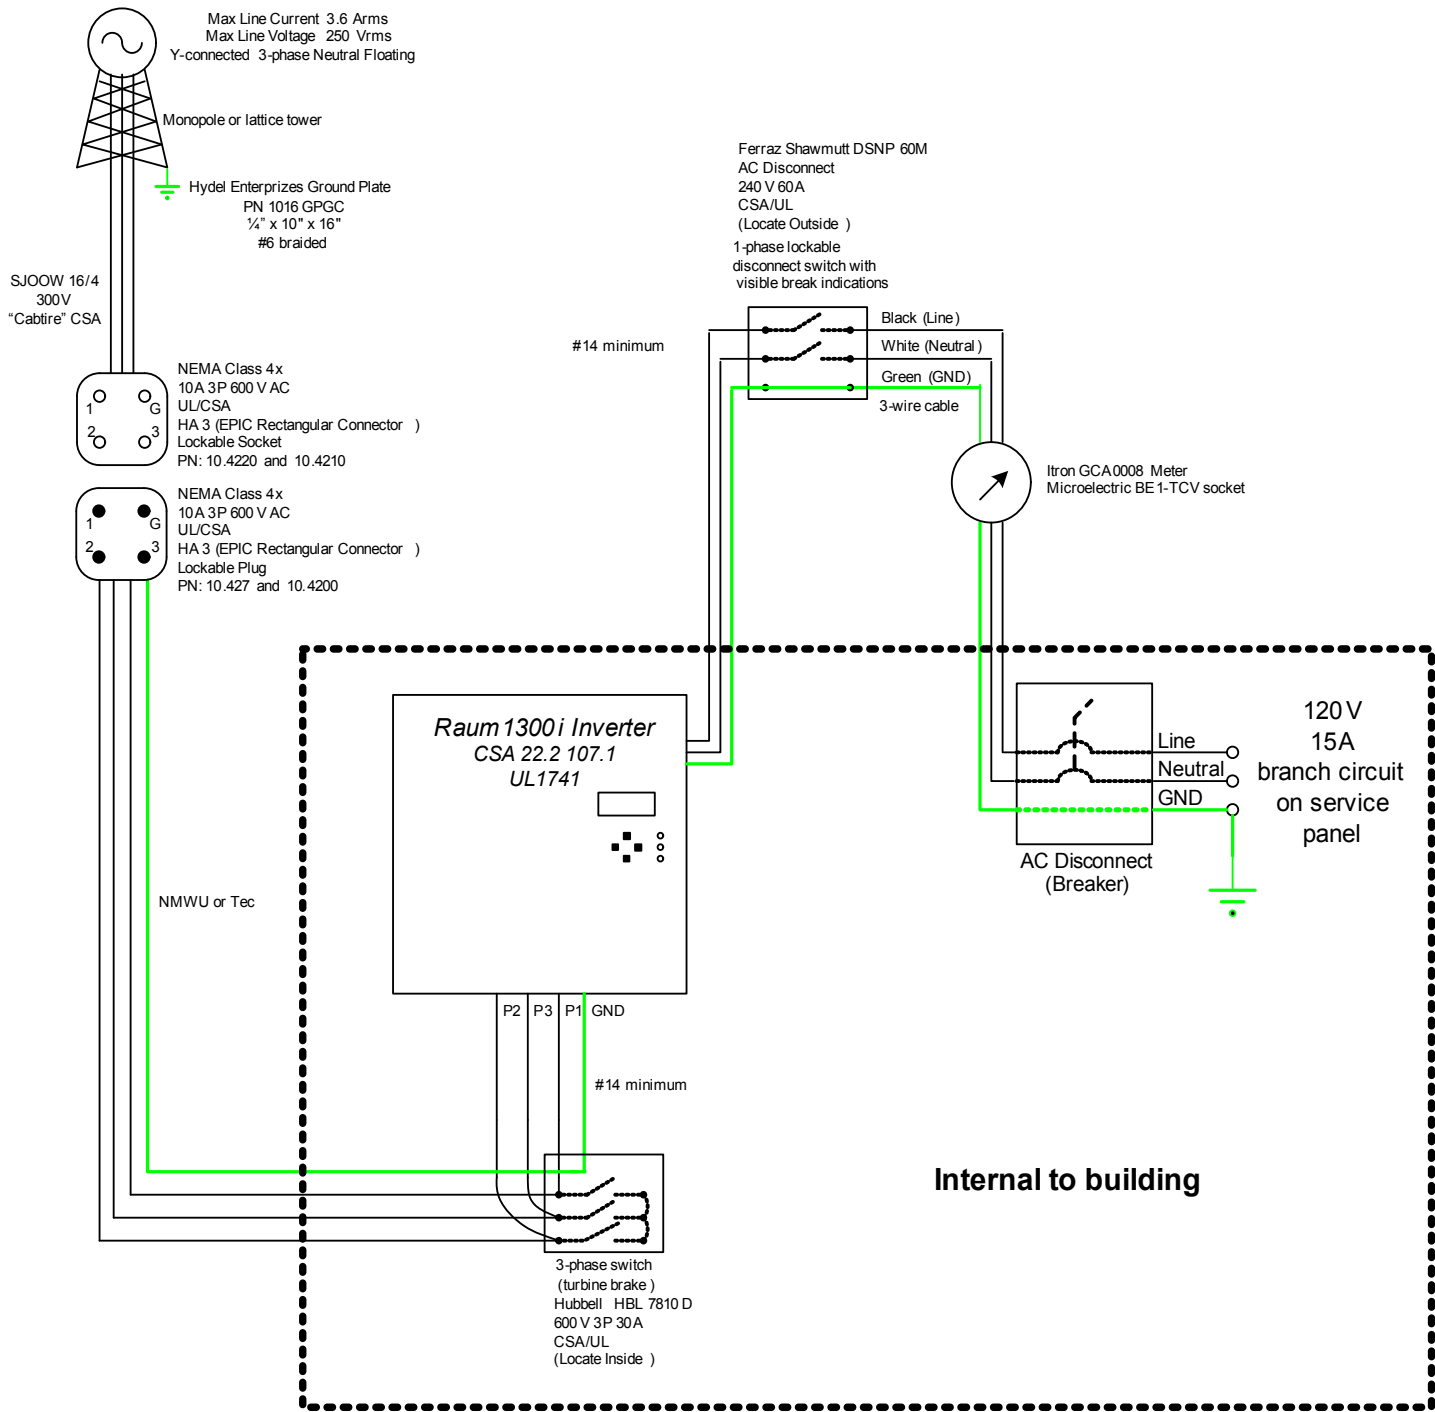 Max Line Current 3.6 Arms
Max Line Voltage 250 Vrms
Y-connected 3-phase Neutral Floating
Monopole or lattice tower
Hydel Enterprizes Ground Plate
PN 1016 GPGC
¼” x 10" x 16"
#6 braided
SJOOW 16/4
300V
“Cabtire” CSA
NEMA Class 4x
10A 3P 600 V AC
UL/CSA
HA 3 (EPIC Rectangular Connector )
Lockable Socket
PN: 10.4220 and 10.4210
1
G
2
3
NEMA Class 4x
10A 3P 600 V AC
UL/CSA
HA 3 (EPIC Rectangular Connector )
Lockable Plug
PN: 10.427 and 10.4200
1
G
2
3
NMWU or Tec
Ferraz Shawmutt DSNP 60M
AC Disconnect
240 V 60A
CSA/UL
(Locate Outside )
1-phase lockable
disconnect switch with
visible break indications
#14 minimum
Black (Line)
White (Neutral)
Green (GND)
3-wire cable
Itron GCA0008 Meter
Microelectric BE1-TCV socket
Raum1300i Inverter
CSA 22.2 107.1
UL1741
P2
P3
P1
GND
#14 minimum
3-phase switch
(turbine brake )
Hubbell HBL 7810 D
600 V 3P 30A
CSA/UL
(Locate Inside )
Line
Neutral
GND
AC Disconnect
(Breaker)
120V
15A
branch circuit
on service
panel
Internal to building